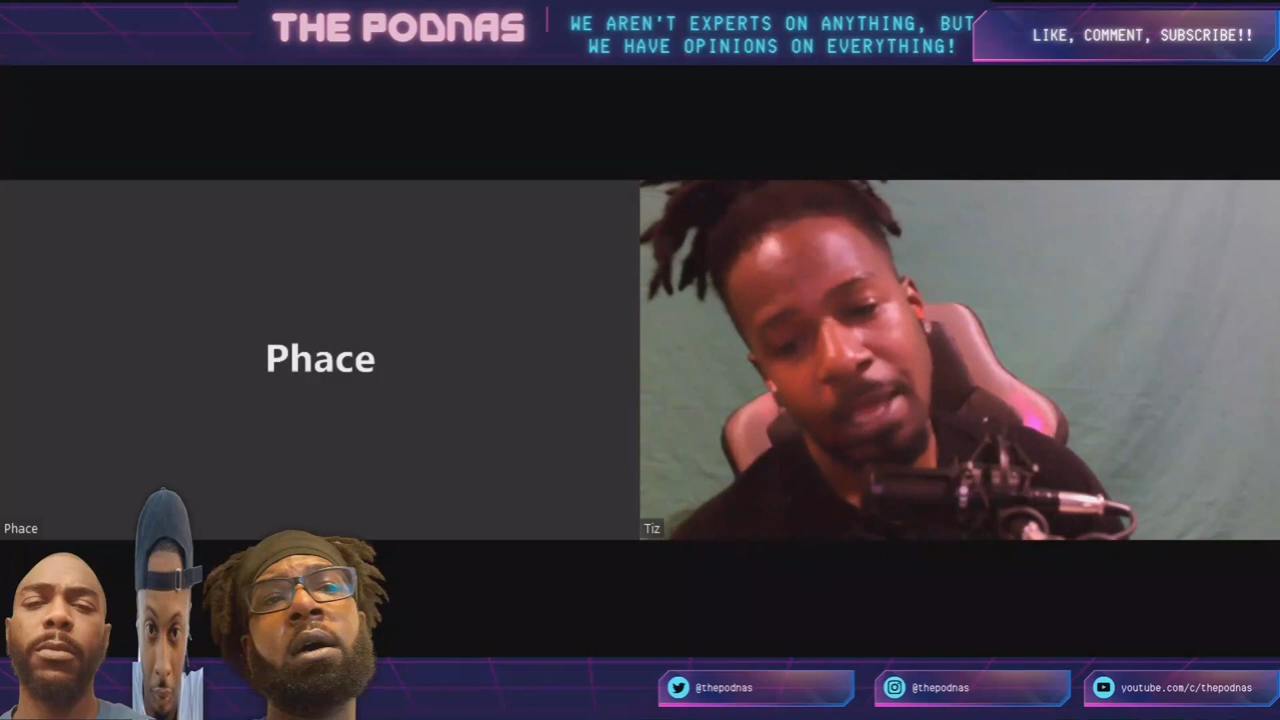 THE PODNAS
WE AREN'T EXPERTS ON ANYTHING, BUT
WE HAVE OPINIONS ON EVERYTHING!
LIKE, COMMENT, SUBSCRIBE!!
Phace
Phace
Tiz
@thepodnas
@thepodnas
youtube.com/c/thepodnas